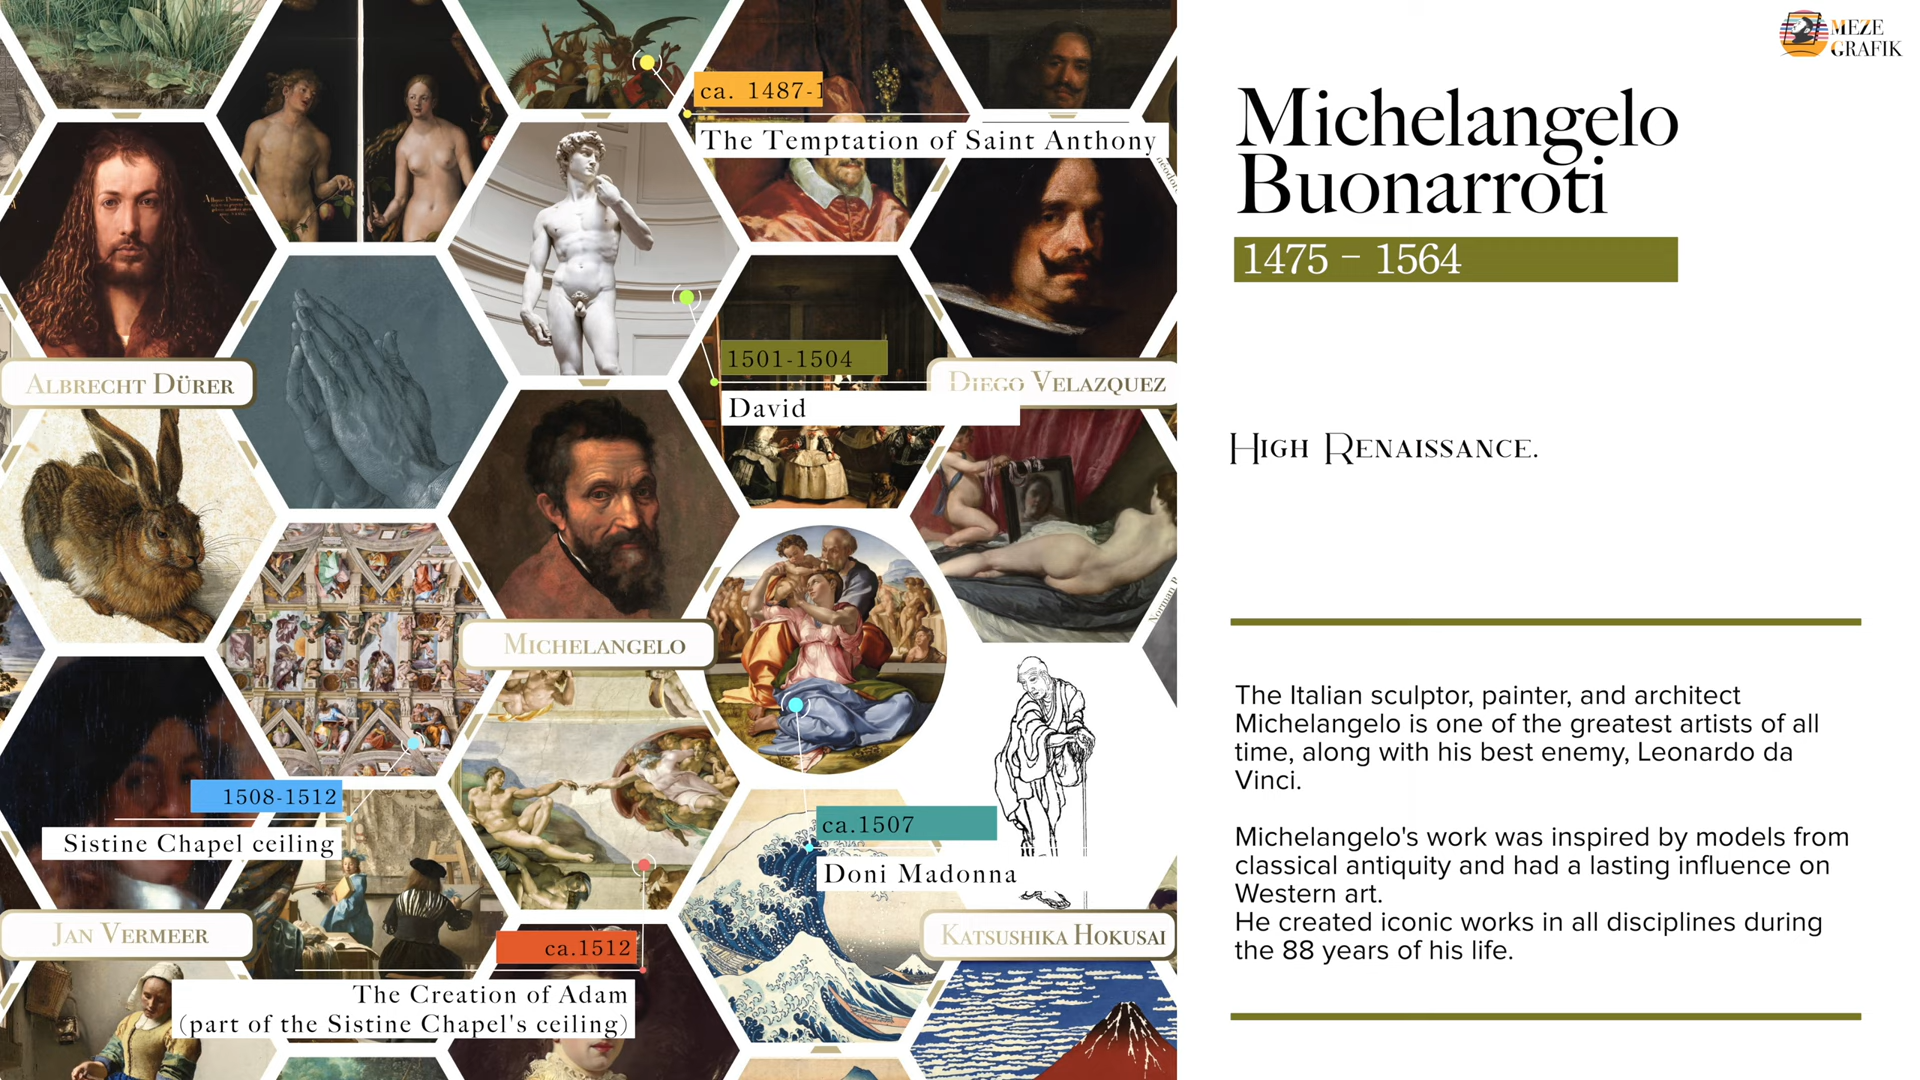 MEZE
GRAFIK
Michelangelo
Buonarroti
1475 – 1564
High Renaissance.
The Italian sculptor, painter, and architect
Michelangelo is one of the greatest artists of all
time, along with his best enemy, Leonardo da
Vinci.
Michelangelo's work was inspired by models from
classical antiquity and had a lasting influence on
Western art.
He created iconic works in all disciplines during
the 88 years of his life.
ca. 1487-1
The Temptation of Saint Anthony
1501-1504
David
Albrecht Dürer
Diego Velazquez
Michelangelo
1508-1512
Sistine Chapel ceiling
ca.1507
Doni Madonna
Jan Vermeer
Katsushika Hokusai
ca.1512
The Creation of Adam
(part of the Sistine Chapel's ceiling)